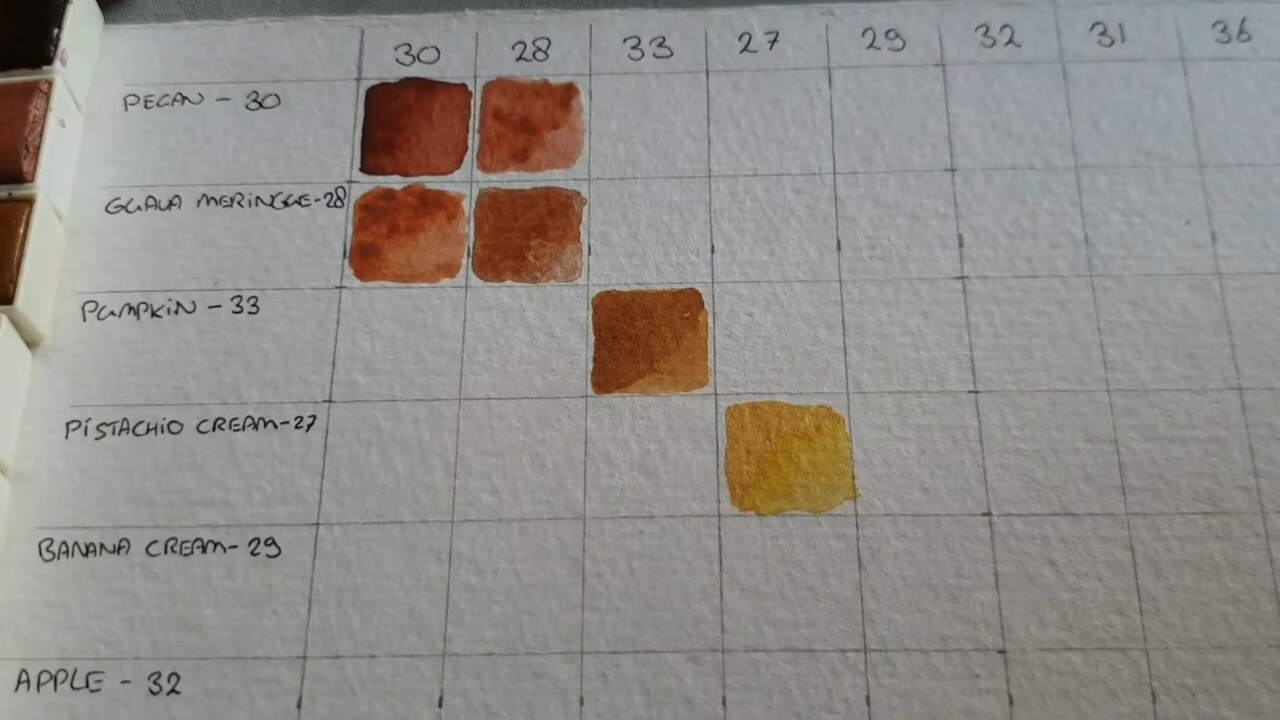 30 28 33 27 29 32 31 36
PECAN - 30
GUAVA MERINGUE-28
PUMPKIN - 33
PISTACHIO CREAM-27
BANANA CREAM- 29
APPLE - 32